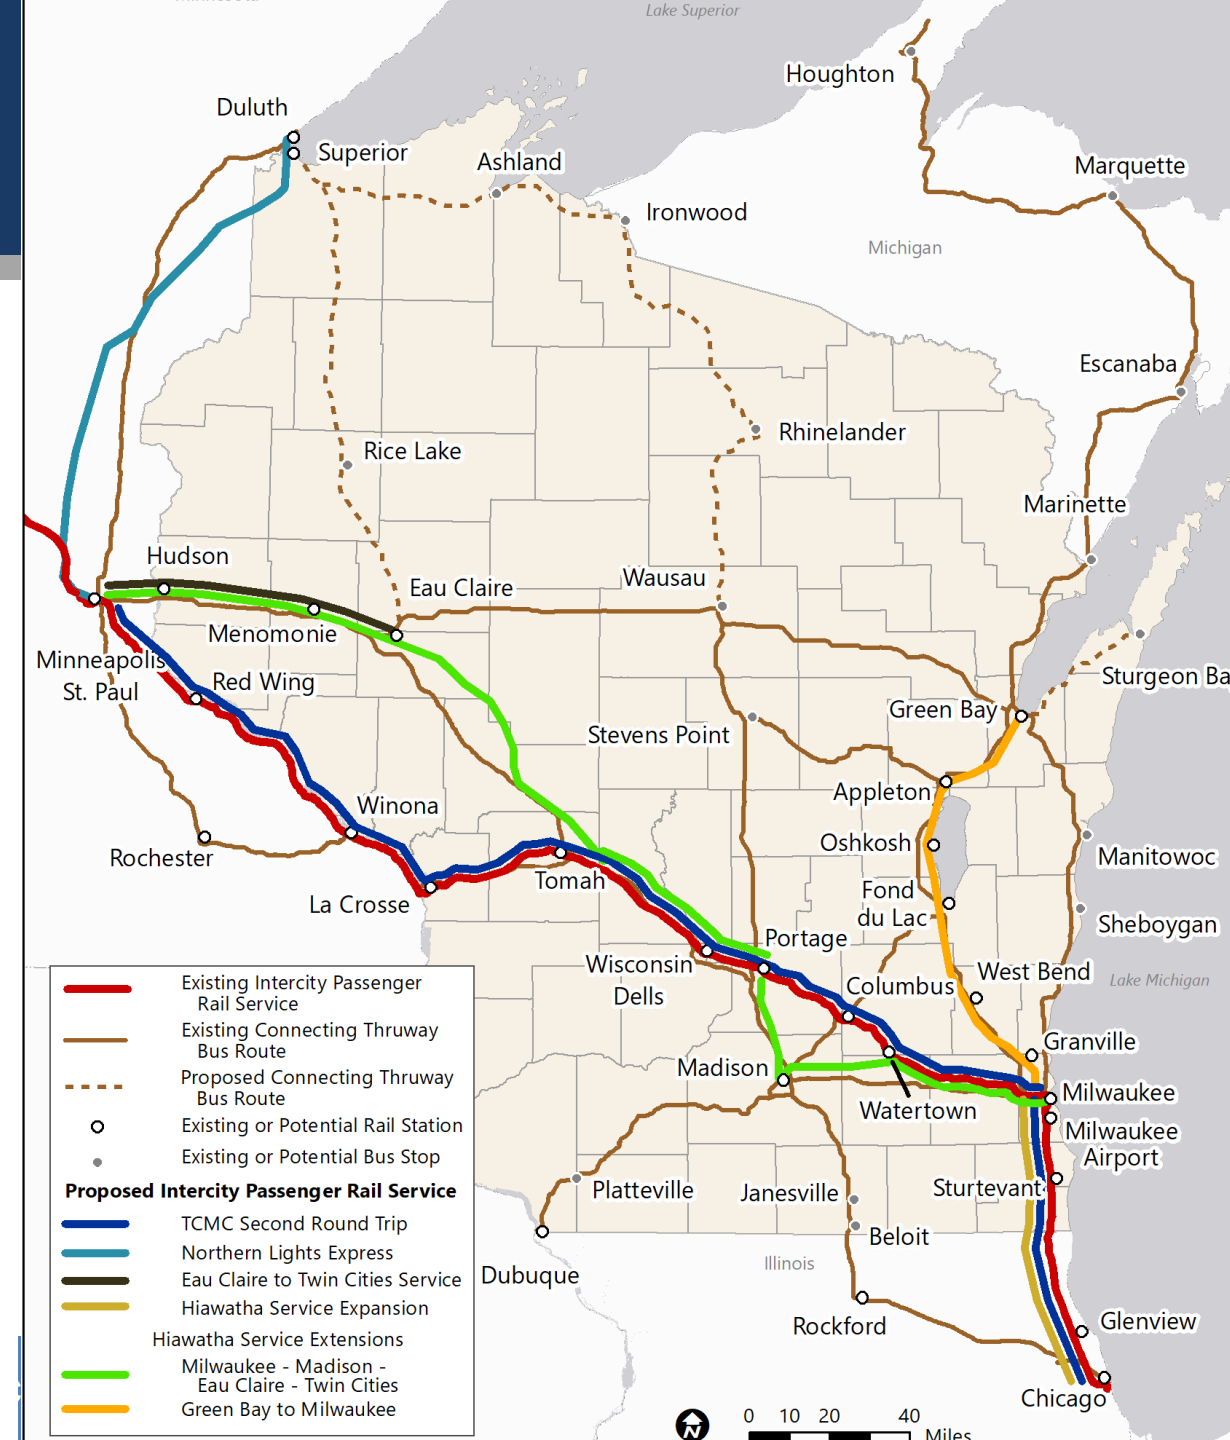 Minnesota
Lake Superior
Houghton
Duluth
Superior
Ashland
Marquette
Ironwood
Michigan
Escanaba
Rhinelander
Rice Lake
Marinette
Hudson
Eau Claire
Wausau
Menomonie
Minneapolis
St. Paul
Red Wing
Sturgeon Ba
Green Bay
Stevens Point
Appleton
Winona
Oshkosh
Rochester
Manitowoc
Tomah
La Crosse
Fond
du Lac
Sheboygan
Portage
Wisconsin
Dells
West Bend
Columbus
Lake Michigan
Granville
Madison
Milwaukee
Watertown
Milwaukee
Airport
Platteville
Janesville
Sturtevant
Beloit
Illinois
Dubuque
Rockford
Glenview
Chicago
Existing Intercity Passenger
Rail Service
Existing Connecting Thruway
Bus Route
Proposed Connecting Thruway
Bus Route
Existing or Potential Rail Station
Existing or Potential Bus Stop
Proposed Intercity Passenger Rail Service
TCMC Second Round Trip
Northern Lights Express
Eau Claire to Twin Cities Service
Hiawatha Service Expansion
Hiawatha Service Extensions
Milwaukee - Madison -
Eau Claire - Twin Cities
Green Bay to Milwaukee
N
0 10 20 40
Miles